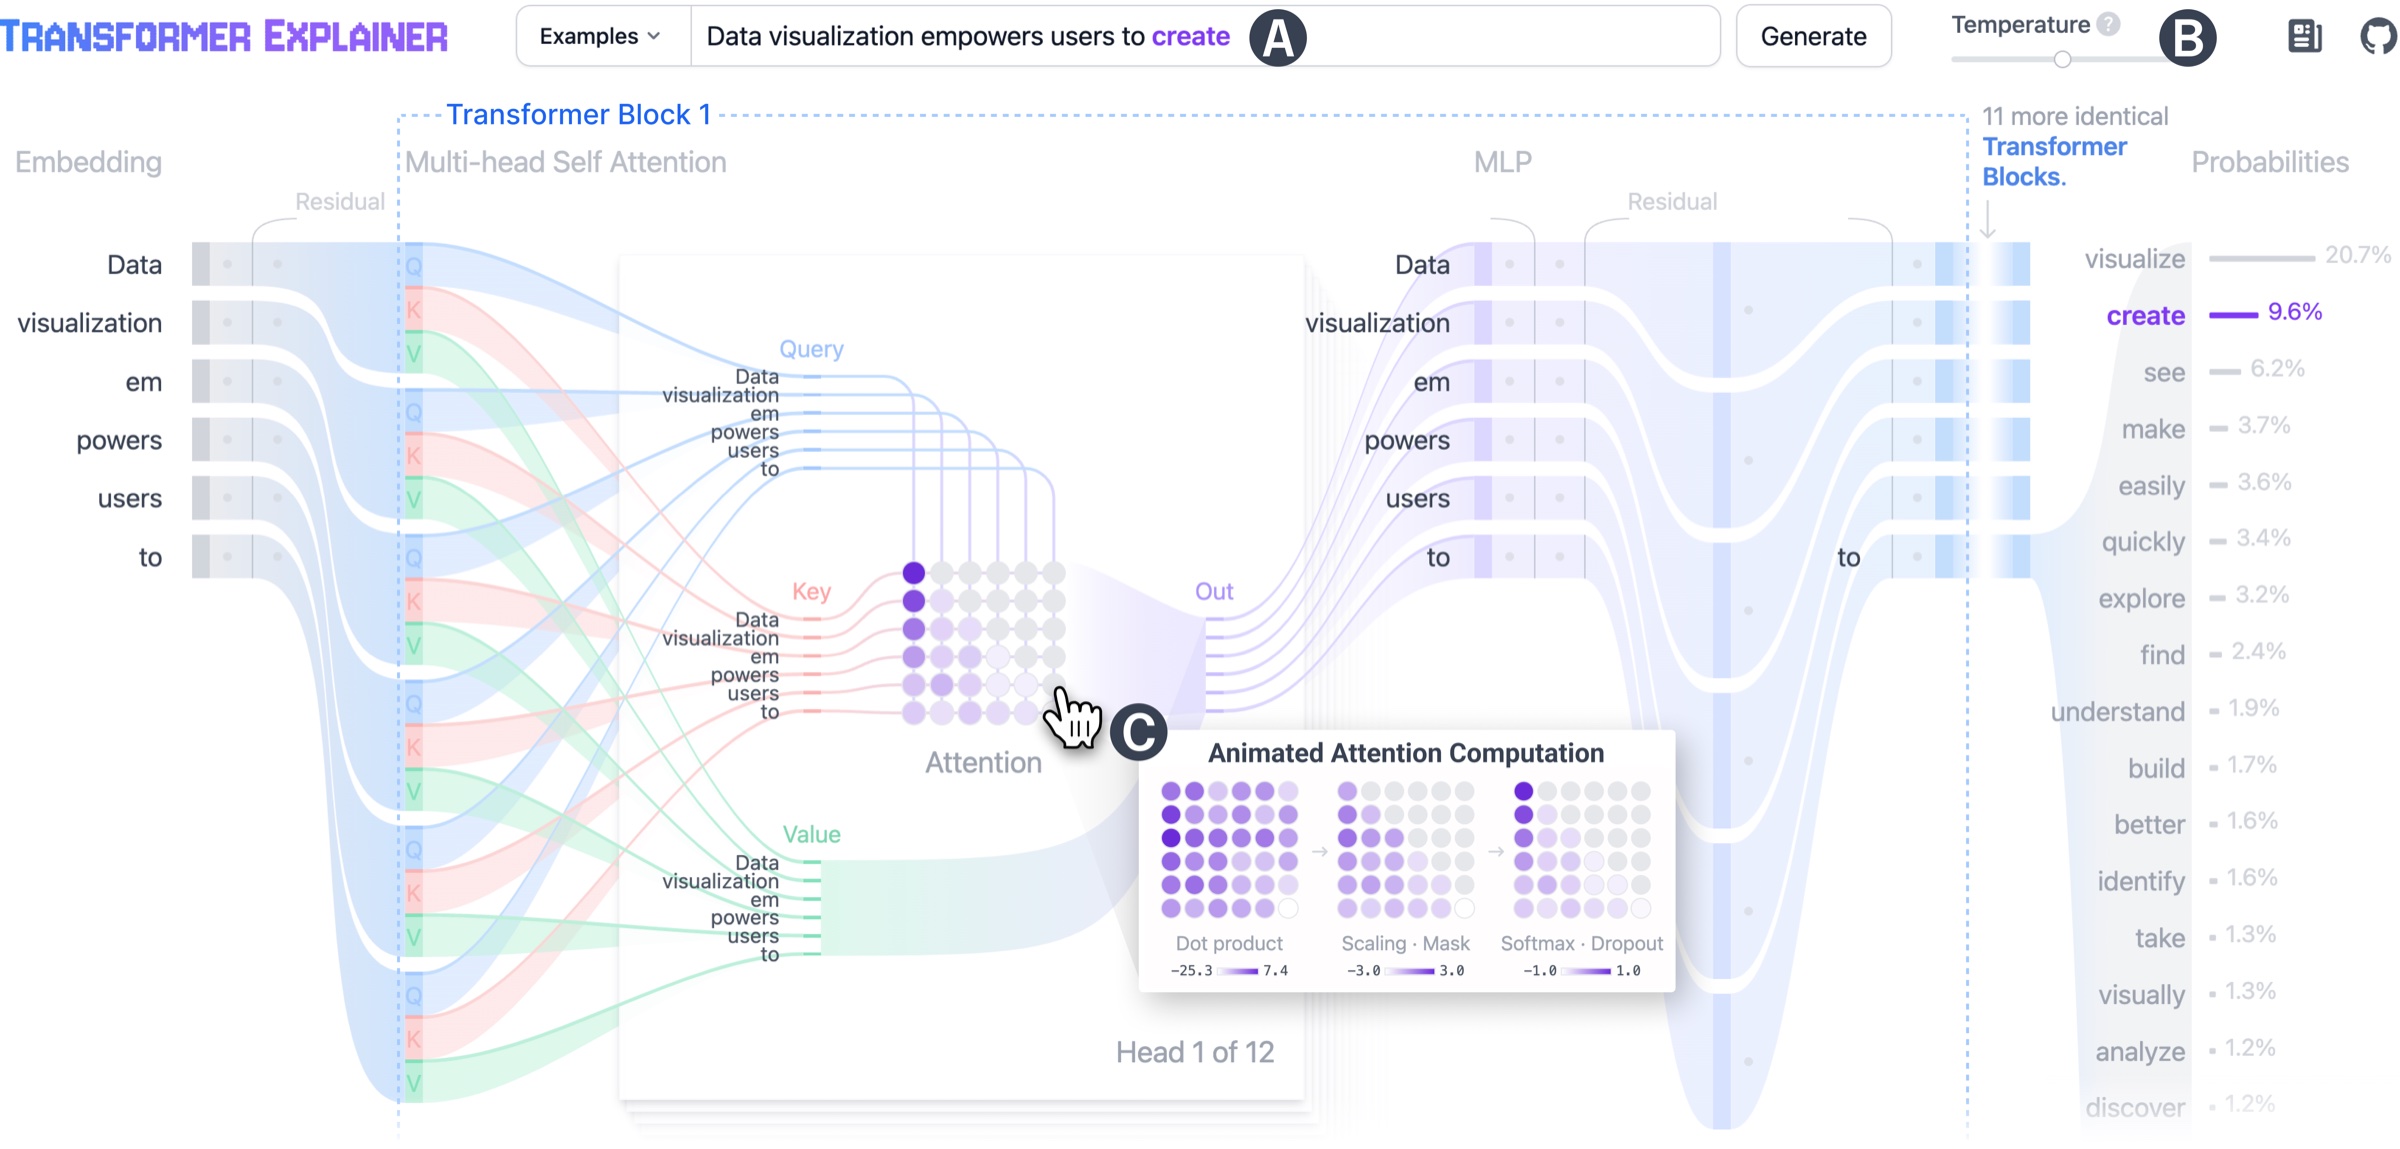 TRANSFORMER EXPLAINER
Examples
Data visualization empowers users to create
A
Generate
Temperature ?
B
Transformer Block 1
11 more identical
Transformer
Blocks.
Embedding
Multi-head Self Attention
MLP
Probabilities
Residual
Residual
Data
visualization
em
powers
users
to
Q
K
V
Q
K
V
Q
K
V
Q
K
V
Q
K
V
Q
K
V
Query
Data
visualization
em
powers
users
to
Key
Data
visualization
em
powers
users
to
Attention
Value
Data
visualization
em
powers
users
to
Out
Head 1 of 12
C
Animated Attention Computation
Dot product
-25.3 7.4
Scaling · Mask
-3.0 3.0
Softmax · Dropout
-1.0 1.0
Data
visualization
em
powers
users
to
to
visualize 20.7%
create 9.6%
see 6.2%
make 3.7%
easily 3.6%
quickly 3.4%
explore 3.2%
find 2.4%
understand 1.9%
build 1.7%
better 1.6%
identify 1.6%
take 1.3%
visually 1.3%
analyze 1.2%
discover 1.2%